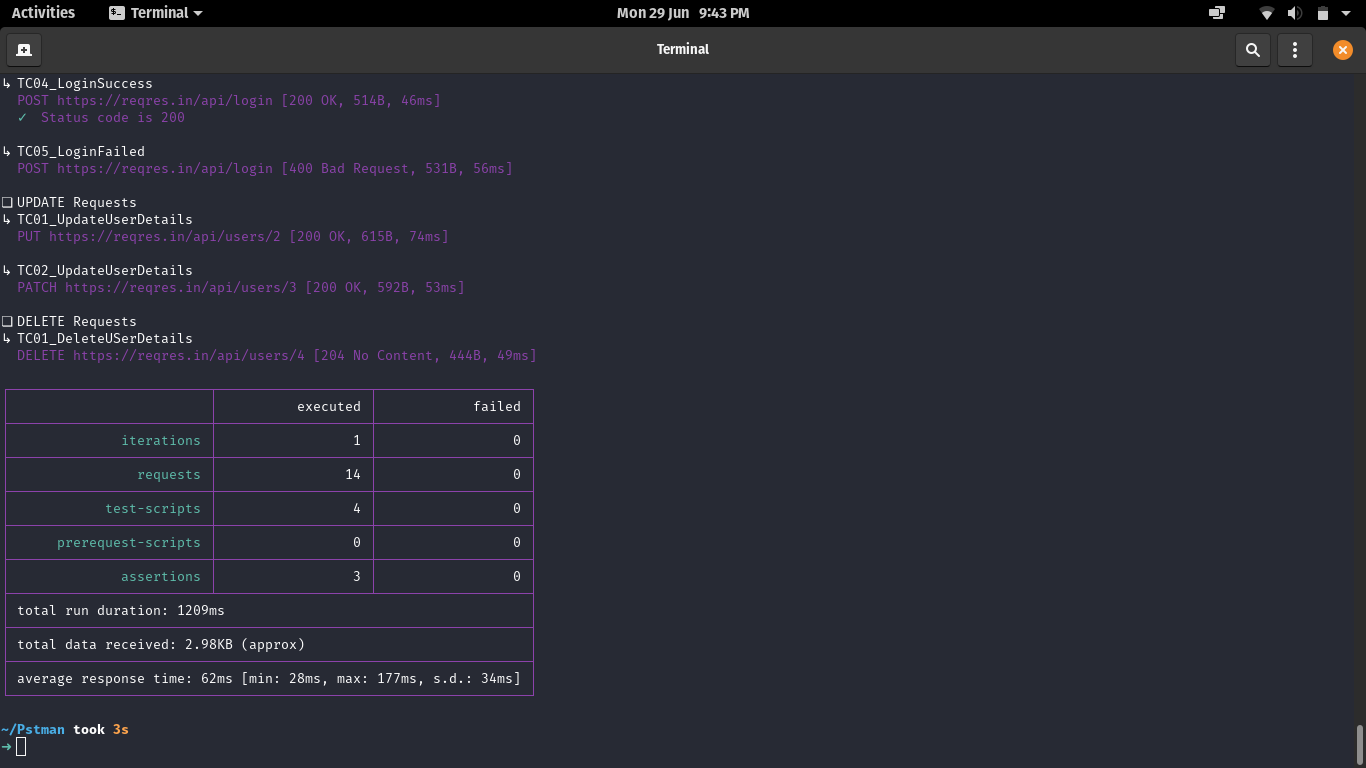 Activities
Terminal
Mon 29 Jun 9:43 PM
Terminal
↳ TC04_LoginSuccess
POST https://reqres.in/api/login [200 OK, 514B, 46ms]
✓ Status code is 200
↳ TC05_LoginFailed
POST https://reqres.in/api/login [400 Bad Request, 531B, 56ms]
❏ UPDATE Requests
↳ TC01_UpdateUserDetails
PUT https://reqres.in/api/users/2 [200 OK, 615B, 74ms]
↳ TC02_UpdateUserDetails
PATCH https://reqres.in/api/users/3 [200 OK, 592B, 53ms]
❏ DELETE Requests
↳ TC01_DeleteUSerDetails
DELETE https://reqres.in/api/users/4 [204 No Content, 444B, 49ms]
executed failed
iterations 1 0
requests 14 0
test-scripts 4 0
prerequest-scripts 0 0
assertions 3 0
total run duration: 1209ms
total data received: 2.98KB (approx)
average response time: 62ms [min: 28ms, max: 177ms, s.d.: 34ms]
~/Pstman took 3s
➜